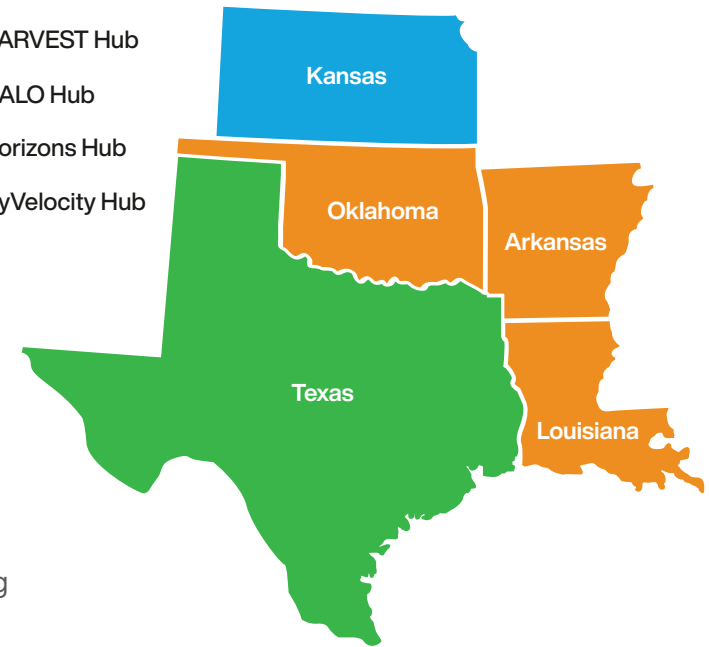 ARVEST Hub
ALO Hub
orizons Hub
yVelocity Hub
Kansas
Oklahoma
Arkansas
Texas
Louisiana
g